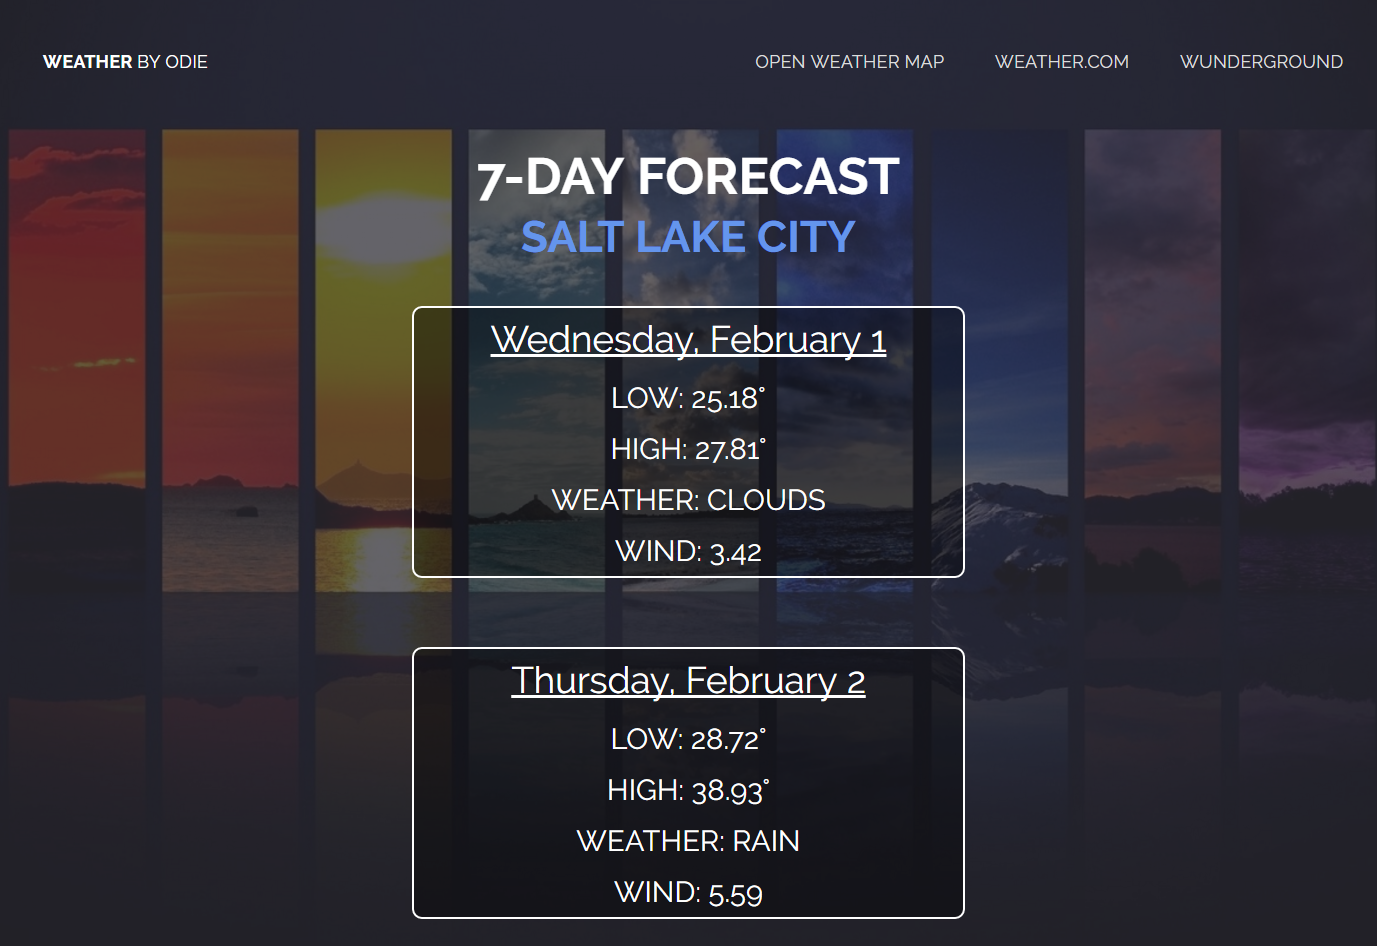 WEATHER BY ODIE
OPEN WEATHER MAP
WEATHER.COM
WUNDERGROUND
7-DAY FORECAST
SALT LAKE CITY
Wednesday, February 1
LOW: 25.18°
HIGH: 27.81°
WEATHER: CLOUDS
WIND: 3.42
Thursday, February 2
LOW: 28.72°
HIGH: 38.93°
WEATHER: RAIN
WIND: 5.59